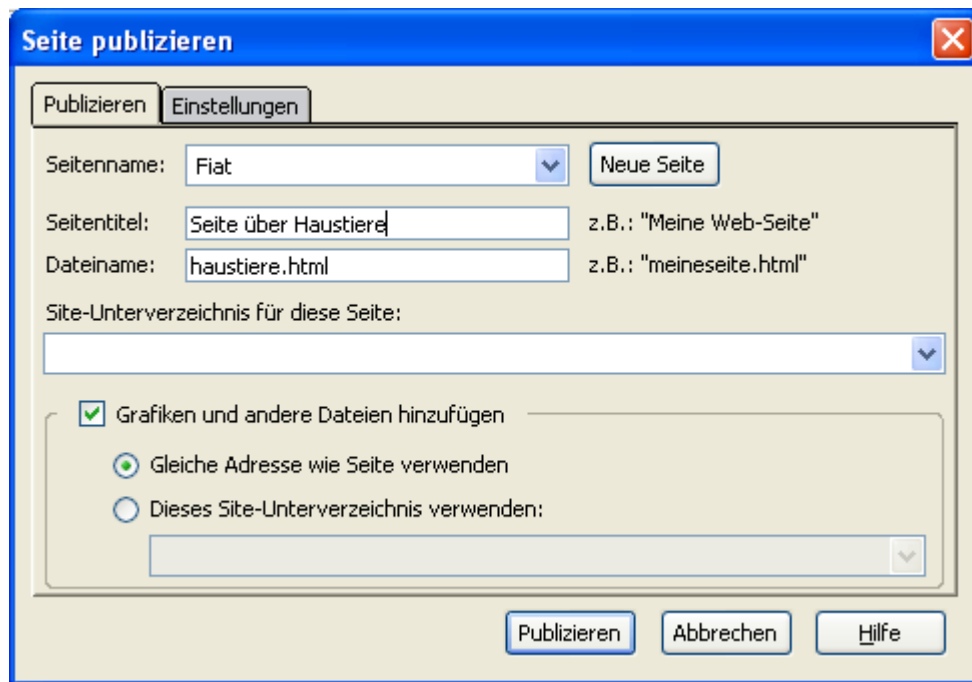 Seite publizieren
Publizieren Einstellungen
Seitenname: Fiat Neue Seite
Seitentitel: Seite über Haustiere z.B.: "Meine Web-Seite"
Dateiname: haustiere.html z.B.: "meineseite.html"
Site-Unterverzeichnis für diese Seite:
Grafiken und andere Dateien hinzufügen
Gleiche Adresse wie Seite verwenden
Dieses Site-Unterverzeichnis verwenden:
Publizieren Abbrechen Hilfe